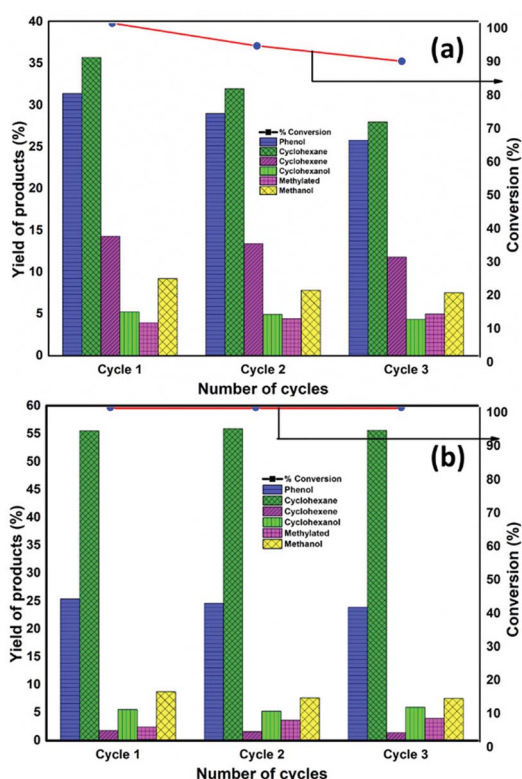 40
35
30
25
20
15
10
5
0
Yield of products (%)
(a)
% Conversion
Phenol
Cyclohexane
Cyclohexene
Cyclohexanol
Methylated
Methanol
100
90
80
70
60
50
40
30
20
10
0
Conversion (%)
Cycle 1 Cycle 2 Cycle 3
Number of cycles
60
55
50
45
40
35
30
25
20
15
10
5
0
Yield of products (%)
(b)
% Conversion
Phenol
Cyclohexane
Cyclohexene
Cyclohexanol
Methylated
Methanol
100
90
80
70
60
50
40
30
20
10
0
Conversion (%)
Cycle 1 Cycle 2 Cycle 3
Number of cycles